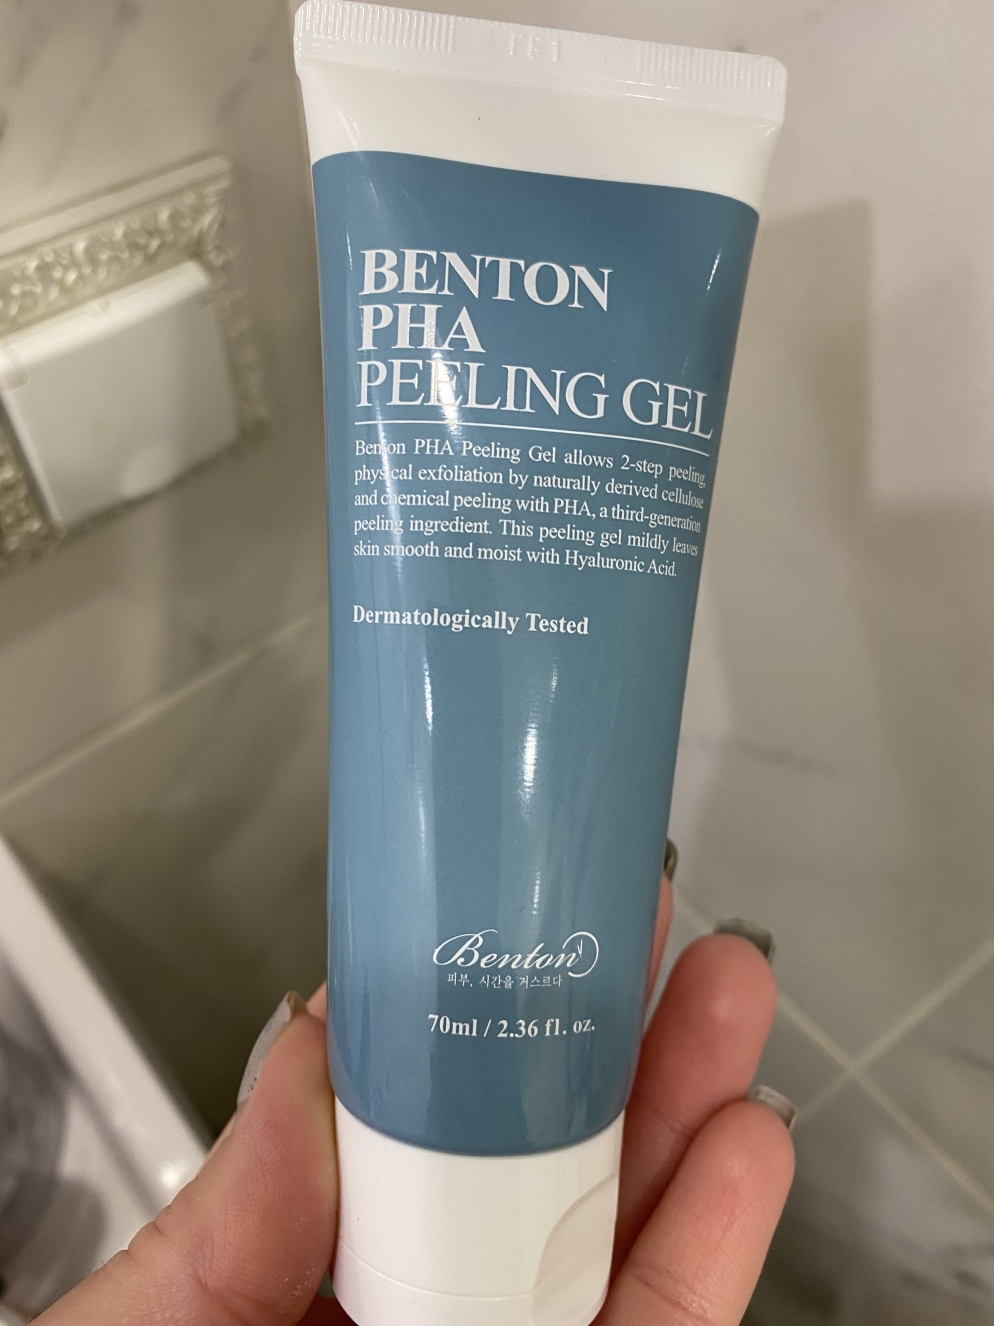 BENTON
PHA
PEELING GEL
Benton PHA Peeling Gel allows 2-step peeling,
physical exfoliation by naturally derived cellulose
and chemical peeling with PHA, a third-generation
peeling ingredient. This peeling gel mildly leaves
skin smooth and moist with Hyaluronic Acid.
Dermatologically Tested
Benton
피부, 시간을 거스르다
70ml / 2.36 fl. oz.